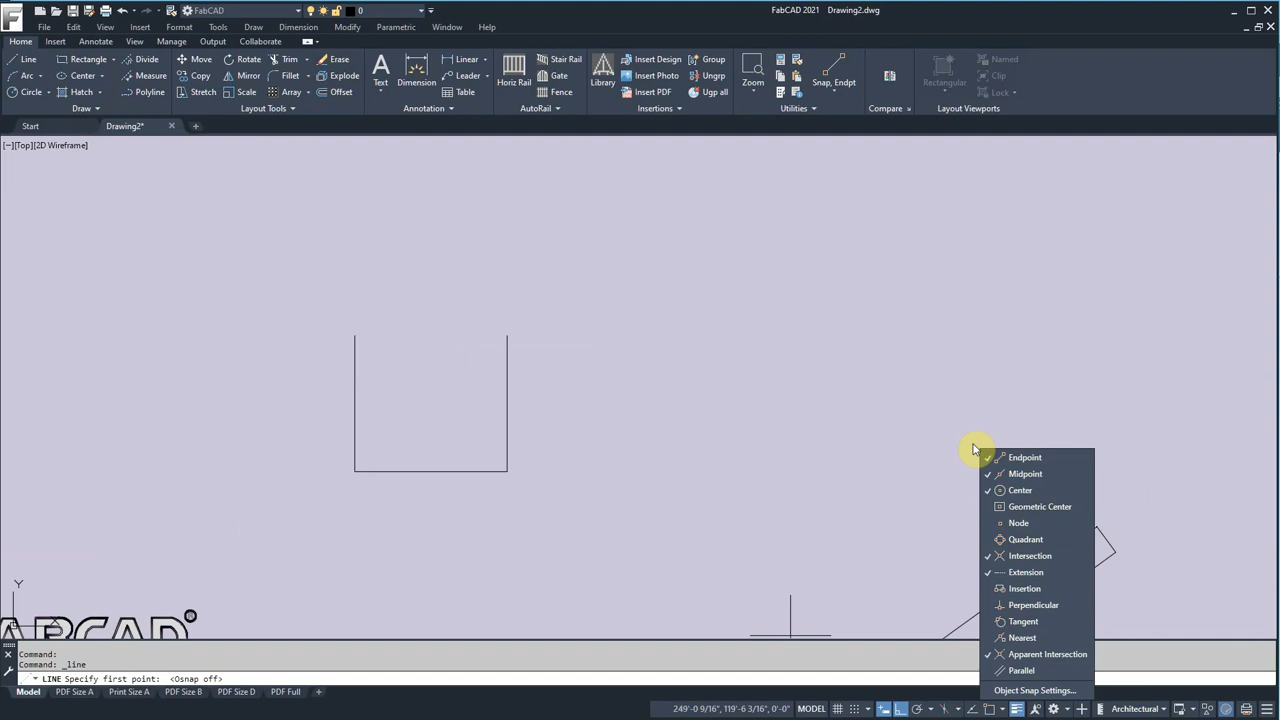 FabCAD
0
FabCAD 2021 Drawing2.dwg
File Edit View Insert Format Tools Draw Dimension Modify Parametric Window Help
Home Insert Annotate View Manage Output Collaborate
Line Rectangle Divide Move Rotate Trim Erase Linear Stair Rail Insert Design Group Named
Arc Center Measure Copy Mirror Fillet Explode Leader Gate Insert Photo Ungrp Clip
Circle Hatch Polyline Stretch Scale Array Offset Text Dimension Table Horiz Rail Fence Library Insert PDF Ugp all Zoom Snap, Endpt Rectangular Lock
Draw Layout Tools Annotation AutoRail Insertions Utilities Compare Layout Viewports
Start Drawing2*
[−][Top][2D Wireframe]
Endpoint
Midpoint
Center
Geometric Center
Node
Quadrant
Intersection
Extension
Insertion
Perpendicular
Tangent
Nearest
Apparent Intersection
Parallel
Object Snap Settings...
Y
ABCAD
Command:
Command: _line
LINE Specify first point: <Osnap off>
Model PDF Size A Print Size A PDF Size B PDF Size D PDF Full
249'-0 9/16", 119'-6 3/16", 0'-0" MODEL Architectural